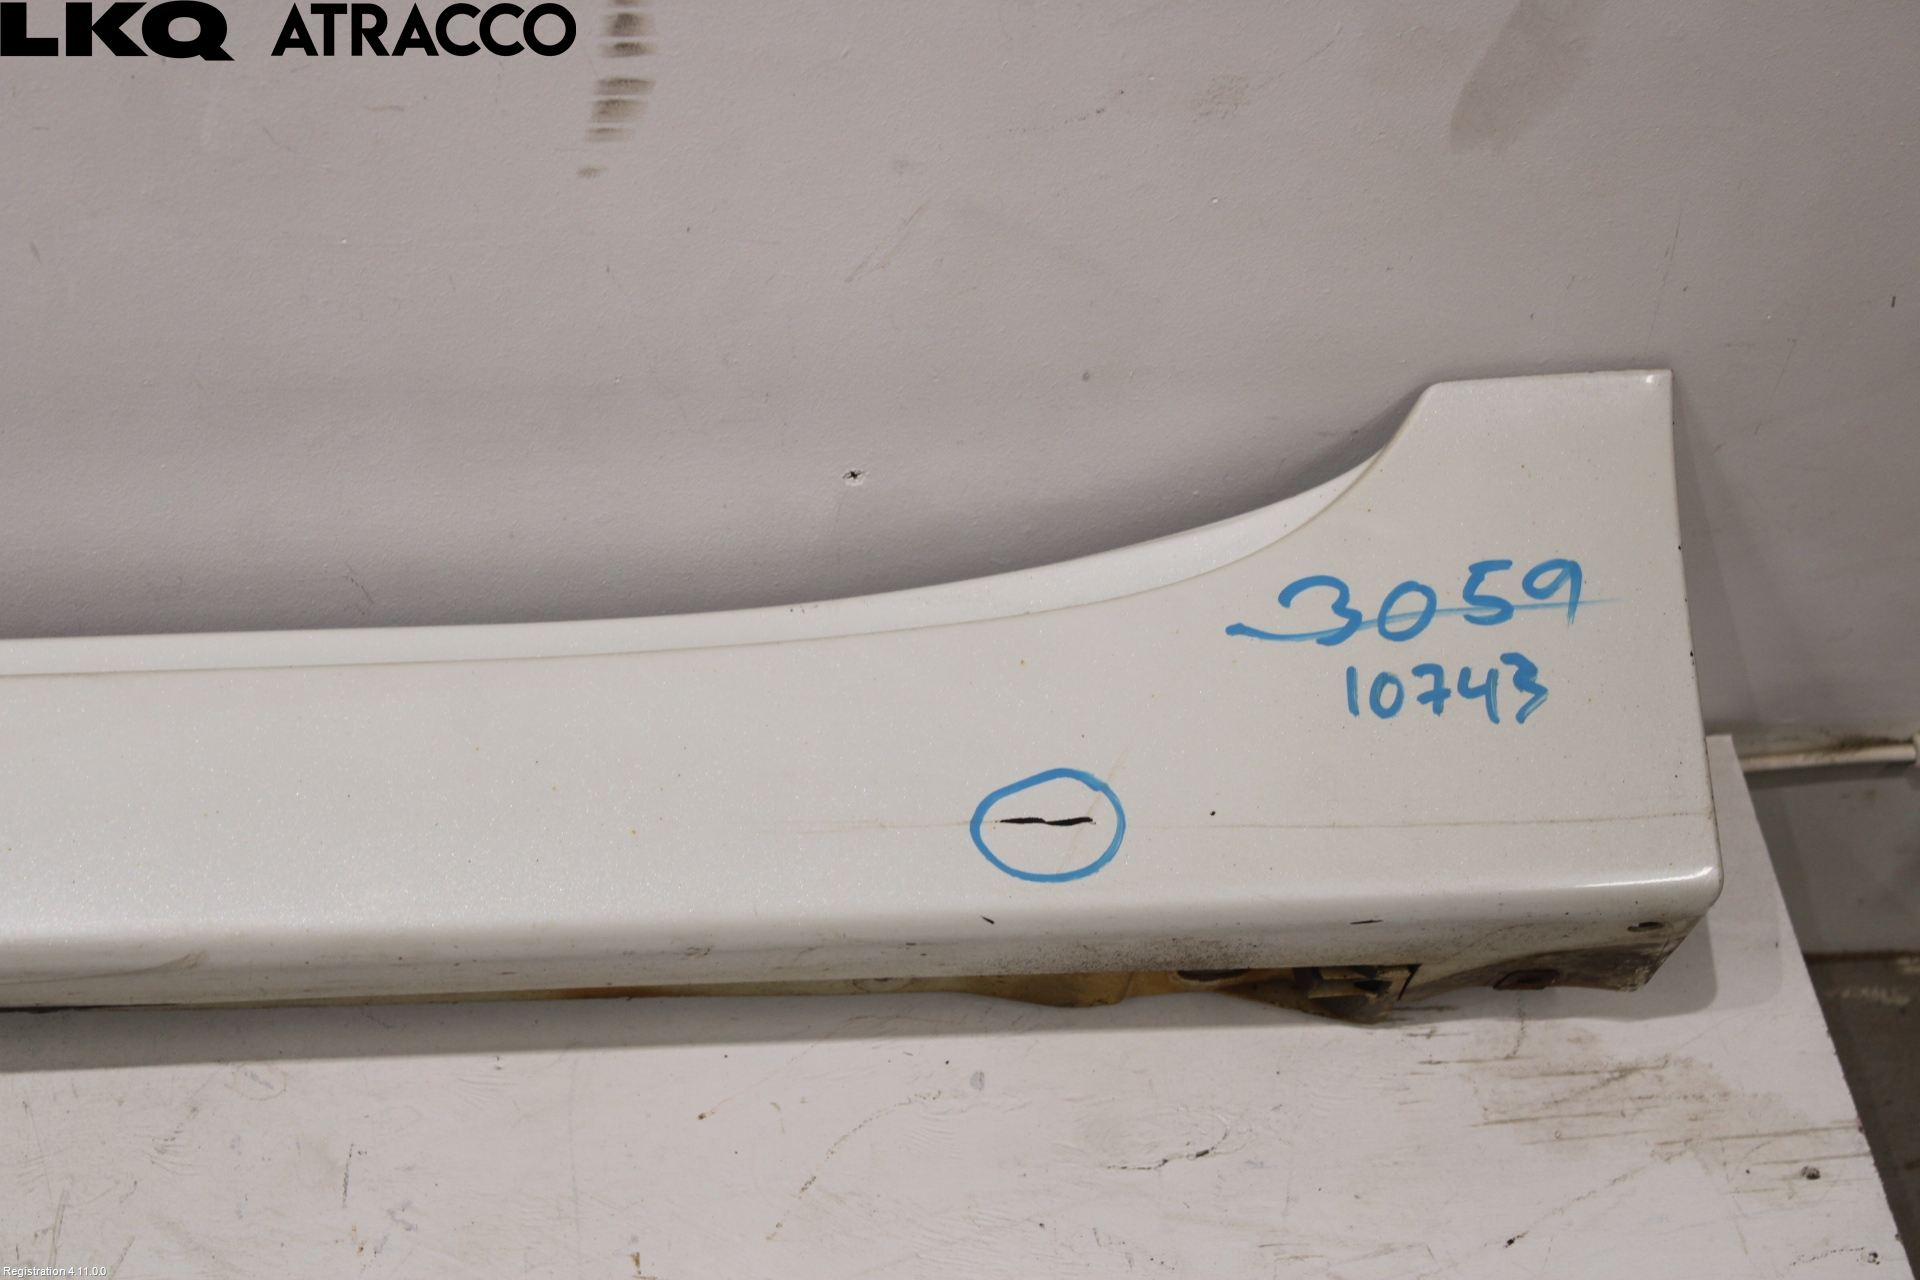 LKQ ATRACCO
3059
10743
Registration 4.11.0.0